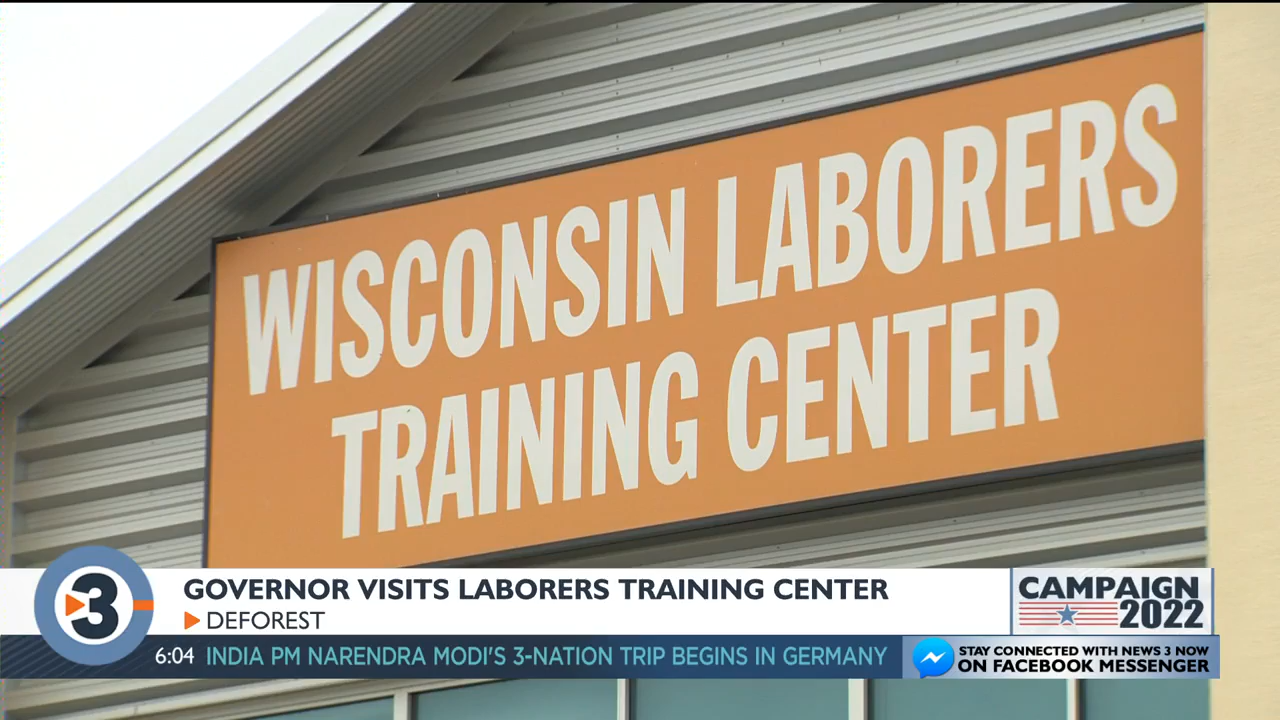 WISCONSIN LABORERS
TRAINING CENTER
3
GOVERNOR VISITS LABORERS TRAINING CENTER
DEFOREST
CAMPAIGN
2022
6:04 INDIA PM NARENDRA MODI'S 3-NATION TRIP BEGINS IN GERMANY
STAY CONNECTED WITH NEWS 3 NOW
ON FACEBOOK MESSENGER